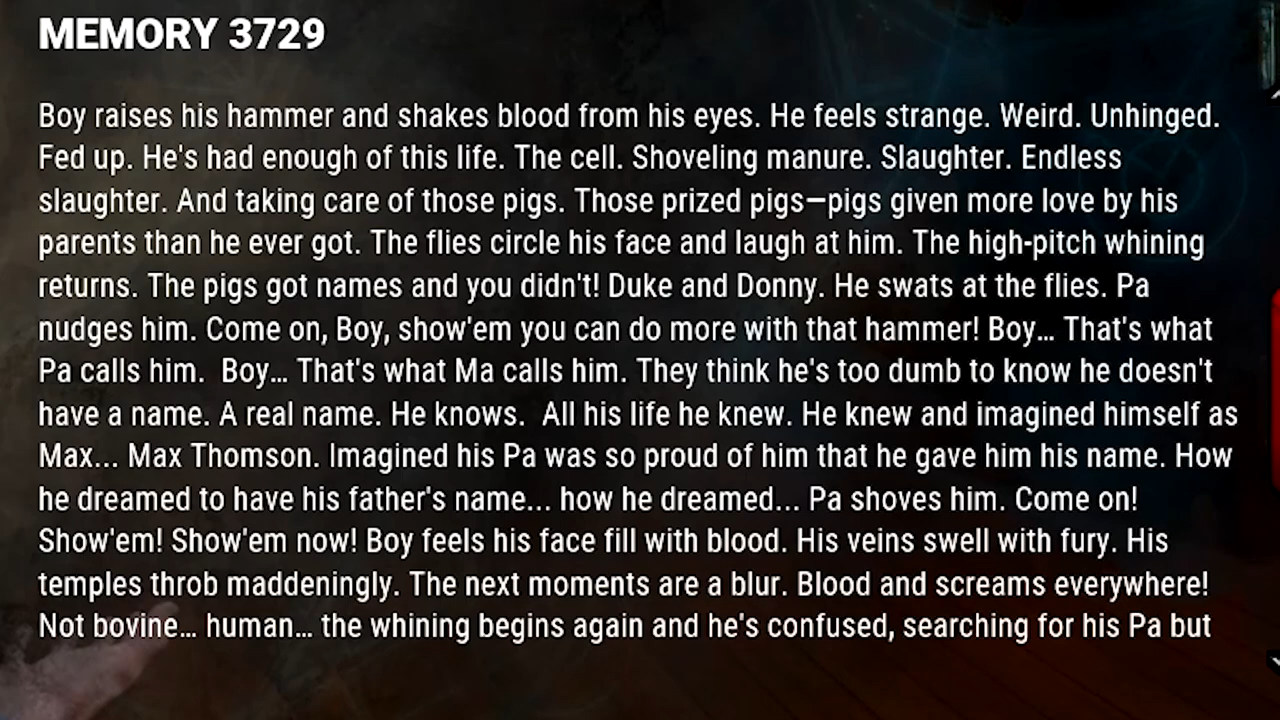 MEMORY 3729
Boy raises his hammer and shakes blood from his eyes. He feels strange. Weird. Unhinged.
Fed up. He's had enough of this life. The cell. Shoveling manure. Slaughter. Endless
slaughter. And taking care of those pigs. Those prized pigs—pigs given more love by his
parents than he ever got. The flies circle his face and laugh at him. The high-pitch whining
returns. The pigs got names and you didn't! Duke and Donny. He swats at the flies. Pa
nudges him. Come on, Boy, show'em you can do more with that hammer! Boy… That's what
Pa calls him.  Boy… That's what Ma calls him. They think he's too dumb to know he doesn't
have a name. A real name. He knows.  All his life he knew. He knew and imagined himself as
Max... Max Thomson. Imagined his Pa was so proud of him that he gave him his name. How
he dreamed to have his father's name... how he dreamed... Pa shoves him. Come on!
Show'em! Show'em now! Boy feels his face fill with blood. His veins swell with fury. His
temples throb maddeningly. The next moments are a blur. Blood and screams everywhere!
Not bovine… human… the whining begins again and he's confused, searching for his Pa but